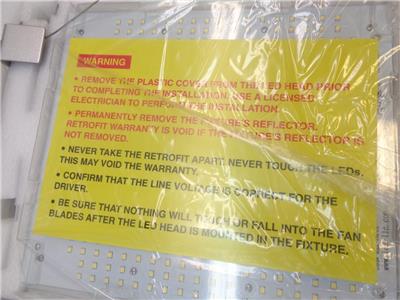 WARNING
• REMOVE THE PLASTIC COVER FROM THE LED HEAD PRIOR
TO COMPLETING THE INSTALLATION. USE A LICENSED
ELECTRICIAN TO PERFORM THE INSTALLATION.
• PERMANENTLY REMOVE THE FIXTURE'S REFLECTOR.
RETROFIT WARRANTY IS VOID IF THE FIXTURE'S REFLECTOR IS
NOT REMOVED.
• NEVER TAKE THE RETROFIT APART. NEVER TOUCH THE LEDs.
THIS MAY VOID THE WARRANTY.
• CONFIRM THAT THE LINE VOLTAGE IS CORRECT FOR THE
DRIVER.
• BE SURE THAT NOTHING WILL TOUCH OR FALL INTO THE FAN
BLADES AFTER THE LED HEAD IS MOUNTED IN THE FIXTURE.